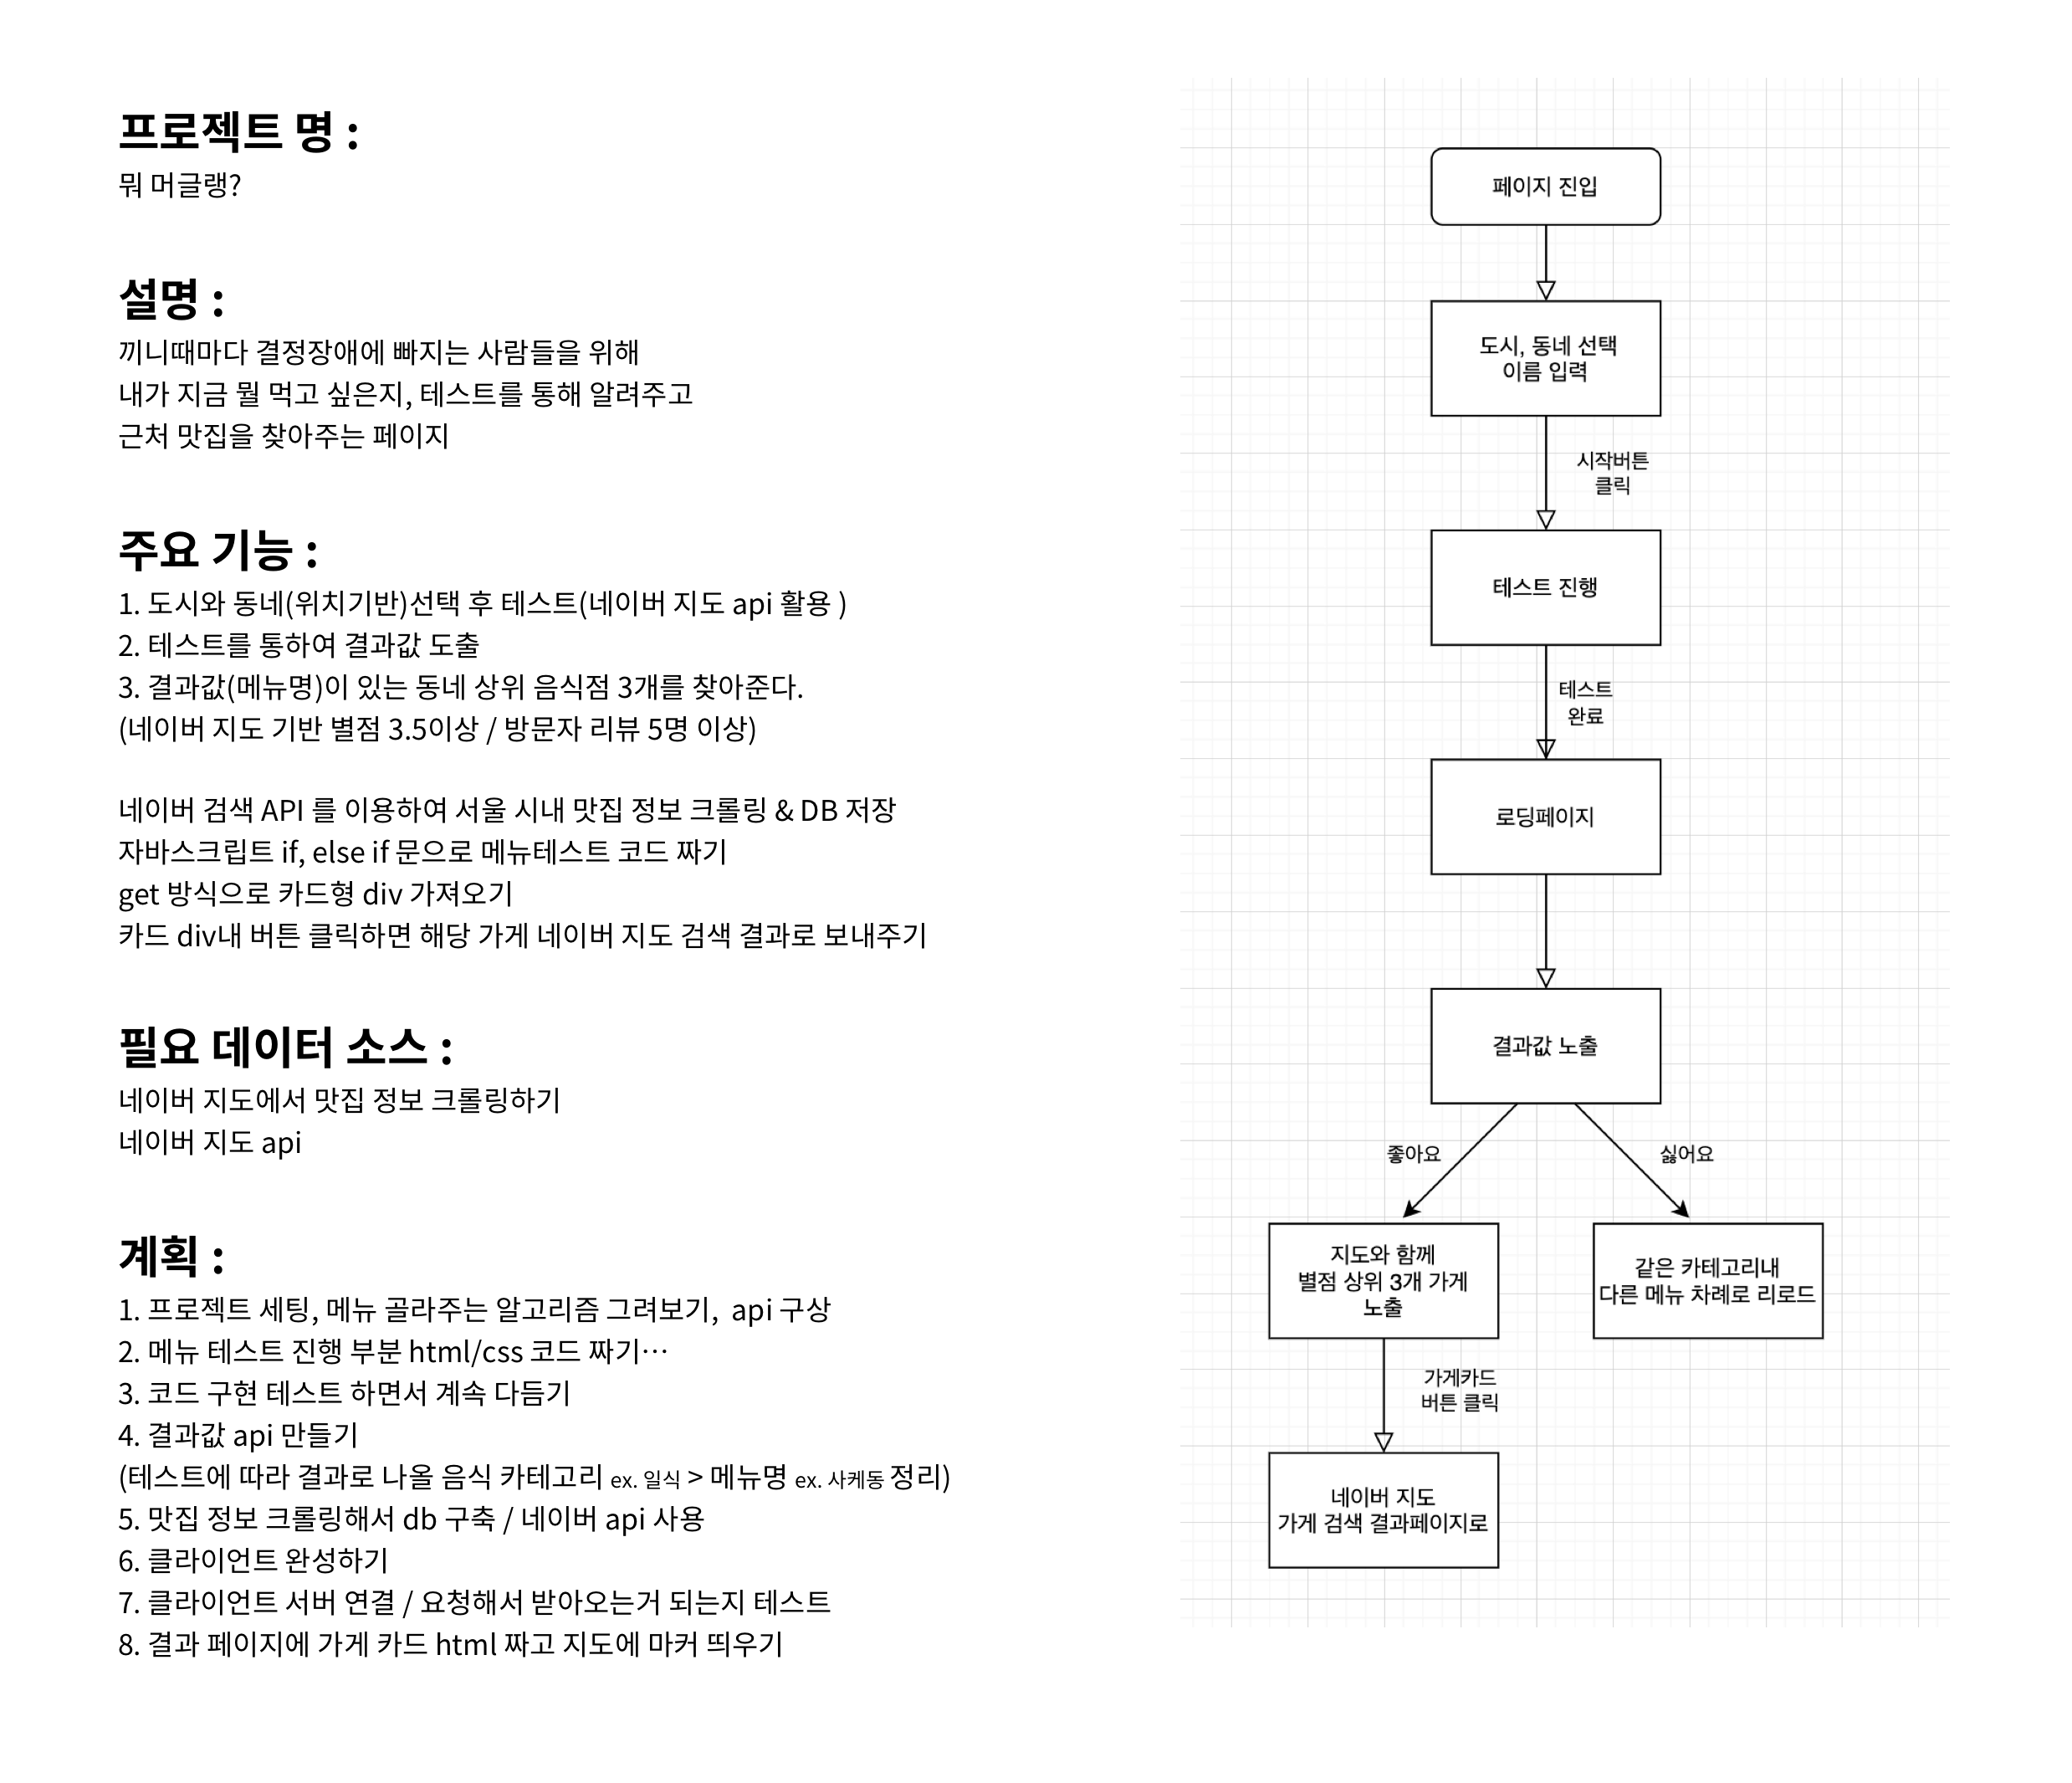 프로젝트 명 :
뭐 머글랭?
설명 :
끼니때마다 결정장애에 빠지는 사람들을 위해
내가 지금 뭘 먹고 싶은지, 테스트를 통해 알려주고
근처 맛집을 찾아주는 페이지
주요 기능 :
1. 도시와 동네(위치기반)선택 후 테스트(네이버 지도 api 활용 )
2. 테스트를 통하여 결과값 도출
3. 결과값(메뉴명)이 있는 동네 상위 음식점 3개를 찾아준다.
(네이버 지도 기반 별점 3.5이상 / 방문자 리뷰 5명 이상)
네이버 검색 API 를 이용하여 서울 시내 맛집 정보 크롤링 & DB 저장
자바스크립트 if, else if 문으로 메뉴테스트 코드 짜기
get 방식으로 카드형 div 가져오기
카드 div내 버튼 클릭하면 해당 가게 네이버 지도 검색 결과로 보내주기
필요 데이터 소스 :
네이버 지도에서 맛집 정보 크롤링하기
네이버 지도 api
계획 :
1. 프로젝트 세팅, 메뉴 골라주는 알고리즘 그려보기,  api 구상
2. 메뉴 테스트 진행 부분 html/css 코드 짜기…
3. 코드 구현 테스트 하면서 계속 다듬기
4. 결과값 api 만들기
(테스트에 따라 결과로 나올 음식 카테고리 ex. 일식 > 메뉴명 ex. 사케동 정리)
5. 맛집 정보 크롤링해서 db 구축 / 네이버 api 사용
6. 클라이언트 완성하기
7. 클라이언트 서버 연결 / 요청해서 받아오는거 되는지 테스트
8. 결과 페이지에 가게 카드 html 짜고 지도에 마커 띄우기
페이지 진입
도시, 동네 선택
이름 입력
시작버튼
클릭
테스트 진행
테스트
완료
로딩페이지
결과값 노출
좋아요
싫어요
지도와 함께
별점 상위 3개 가게
노출
같은 카테고리내
다른 메뉴 차례로 리로드
가게카드
버튼 클릭
네이버 지도
가게 검색 결과페이지로